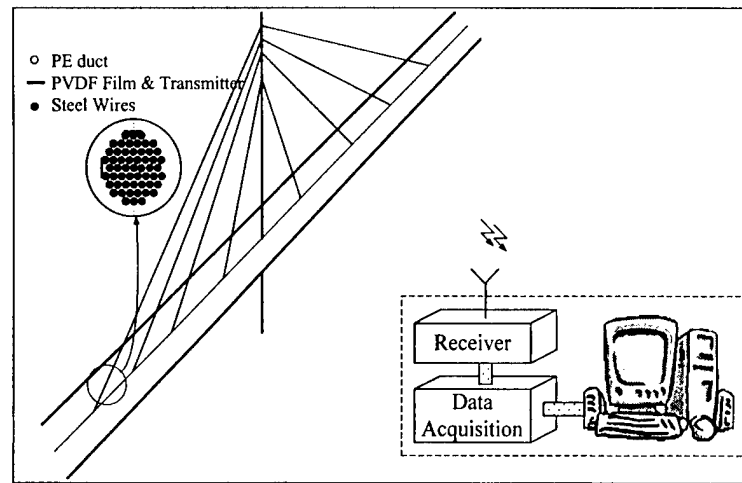 PE duct
PVDF Film & Transmitter
Steel Wires
Receiver
Data
Acquisition